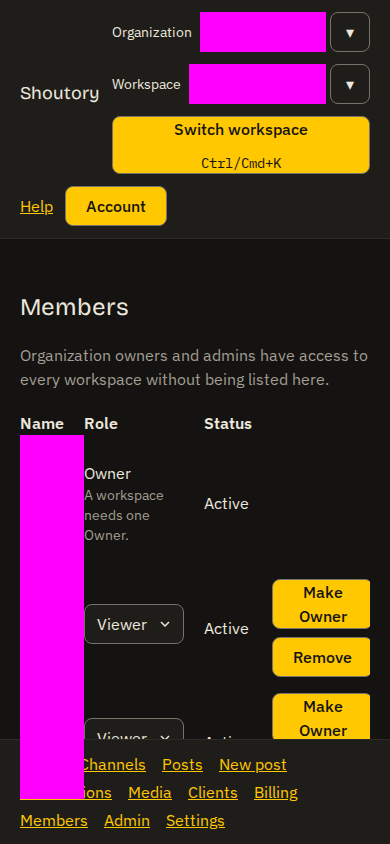 Organization ▾
Shoutory
Workspace ▾
Switch workspace
Ctrl/Cmd+K
Help Account
Members
Organization owners and admins have access to
every workspace without being listed here.
Name Role Status
Owner
A workspace
needs one
Owner.
Active
Make
Owner
Viewer Active
Remove
Make
Owner
Viewer
Channels Posts New post
Media Clients Billing
Members Admin Settings